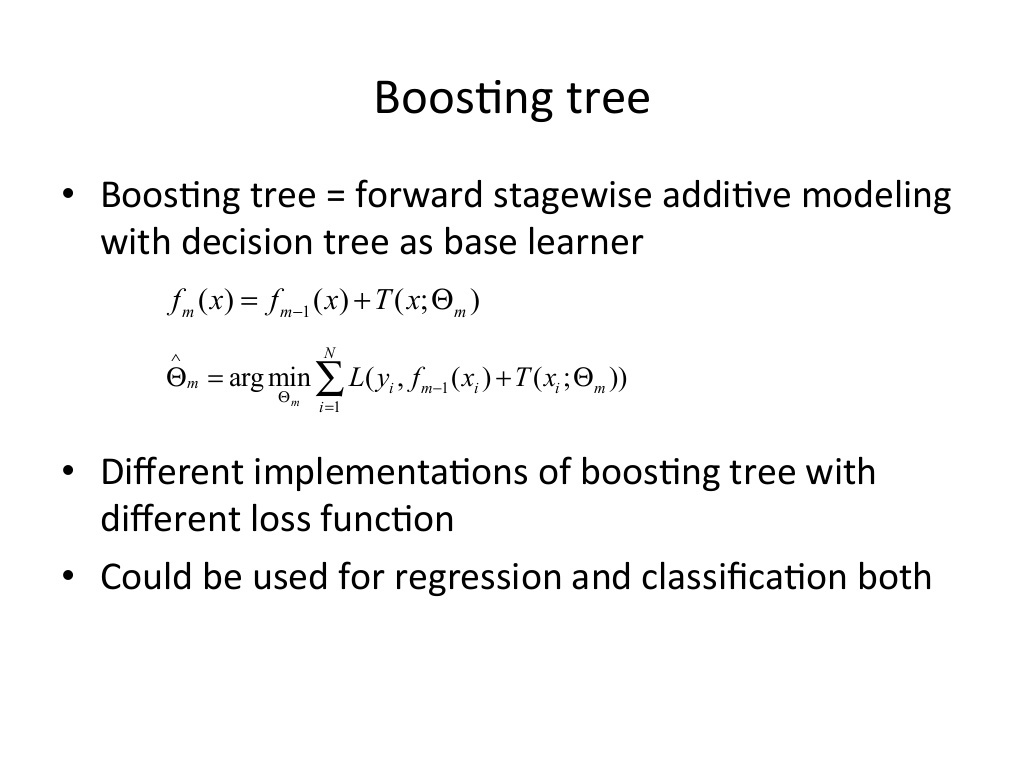 Boosting tree
• Boosting tree = forward stagewise additive modeling
with decision tree as base learner
f_m(x) = f_{m−1}(x) + T(x;Θ_m)
\hat{Θ}_m = arg min_{Θ_m} ∑_{i=1}^{N} L(y_i, f_{m−1}(x_i) + T(x_i;Θ_m))
• Different implementations of boosting tree with
different loss function
• Could be used for regression and classification both